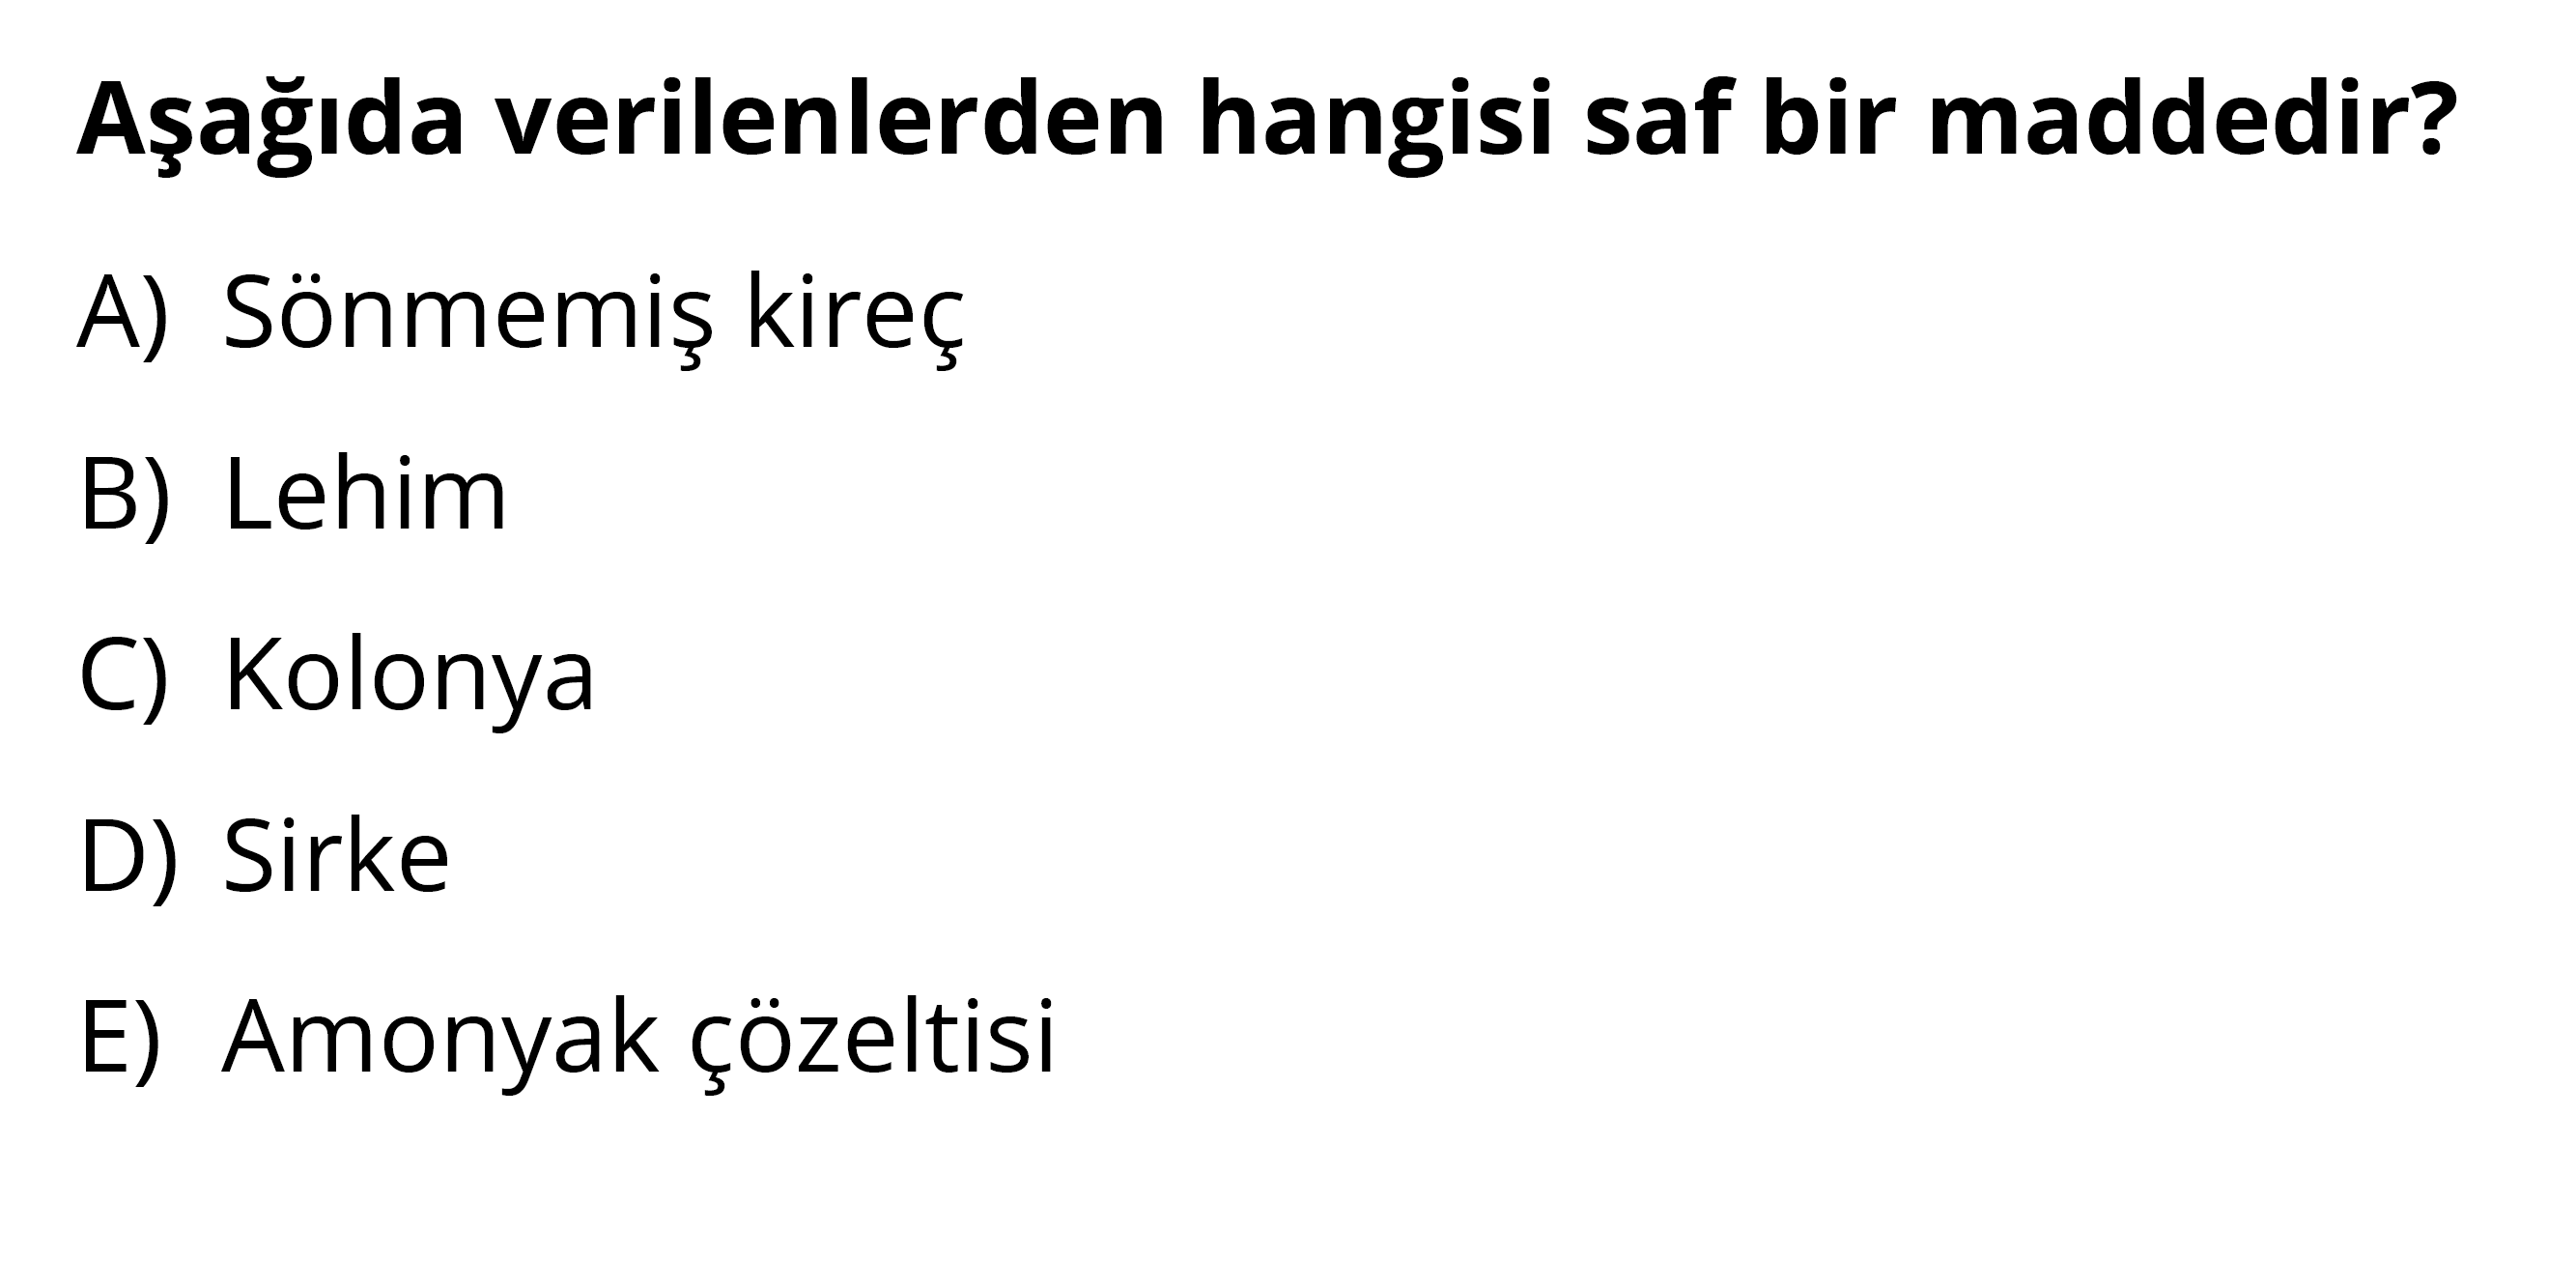 Aşağıda verilenlerden hangisi saf bir maddedir?
A) Sönmemiş kireç
B) Lehim
C) Kolonya
D) Sirke
E) Amonyak çözeltisi